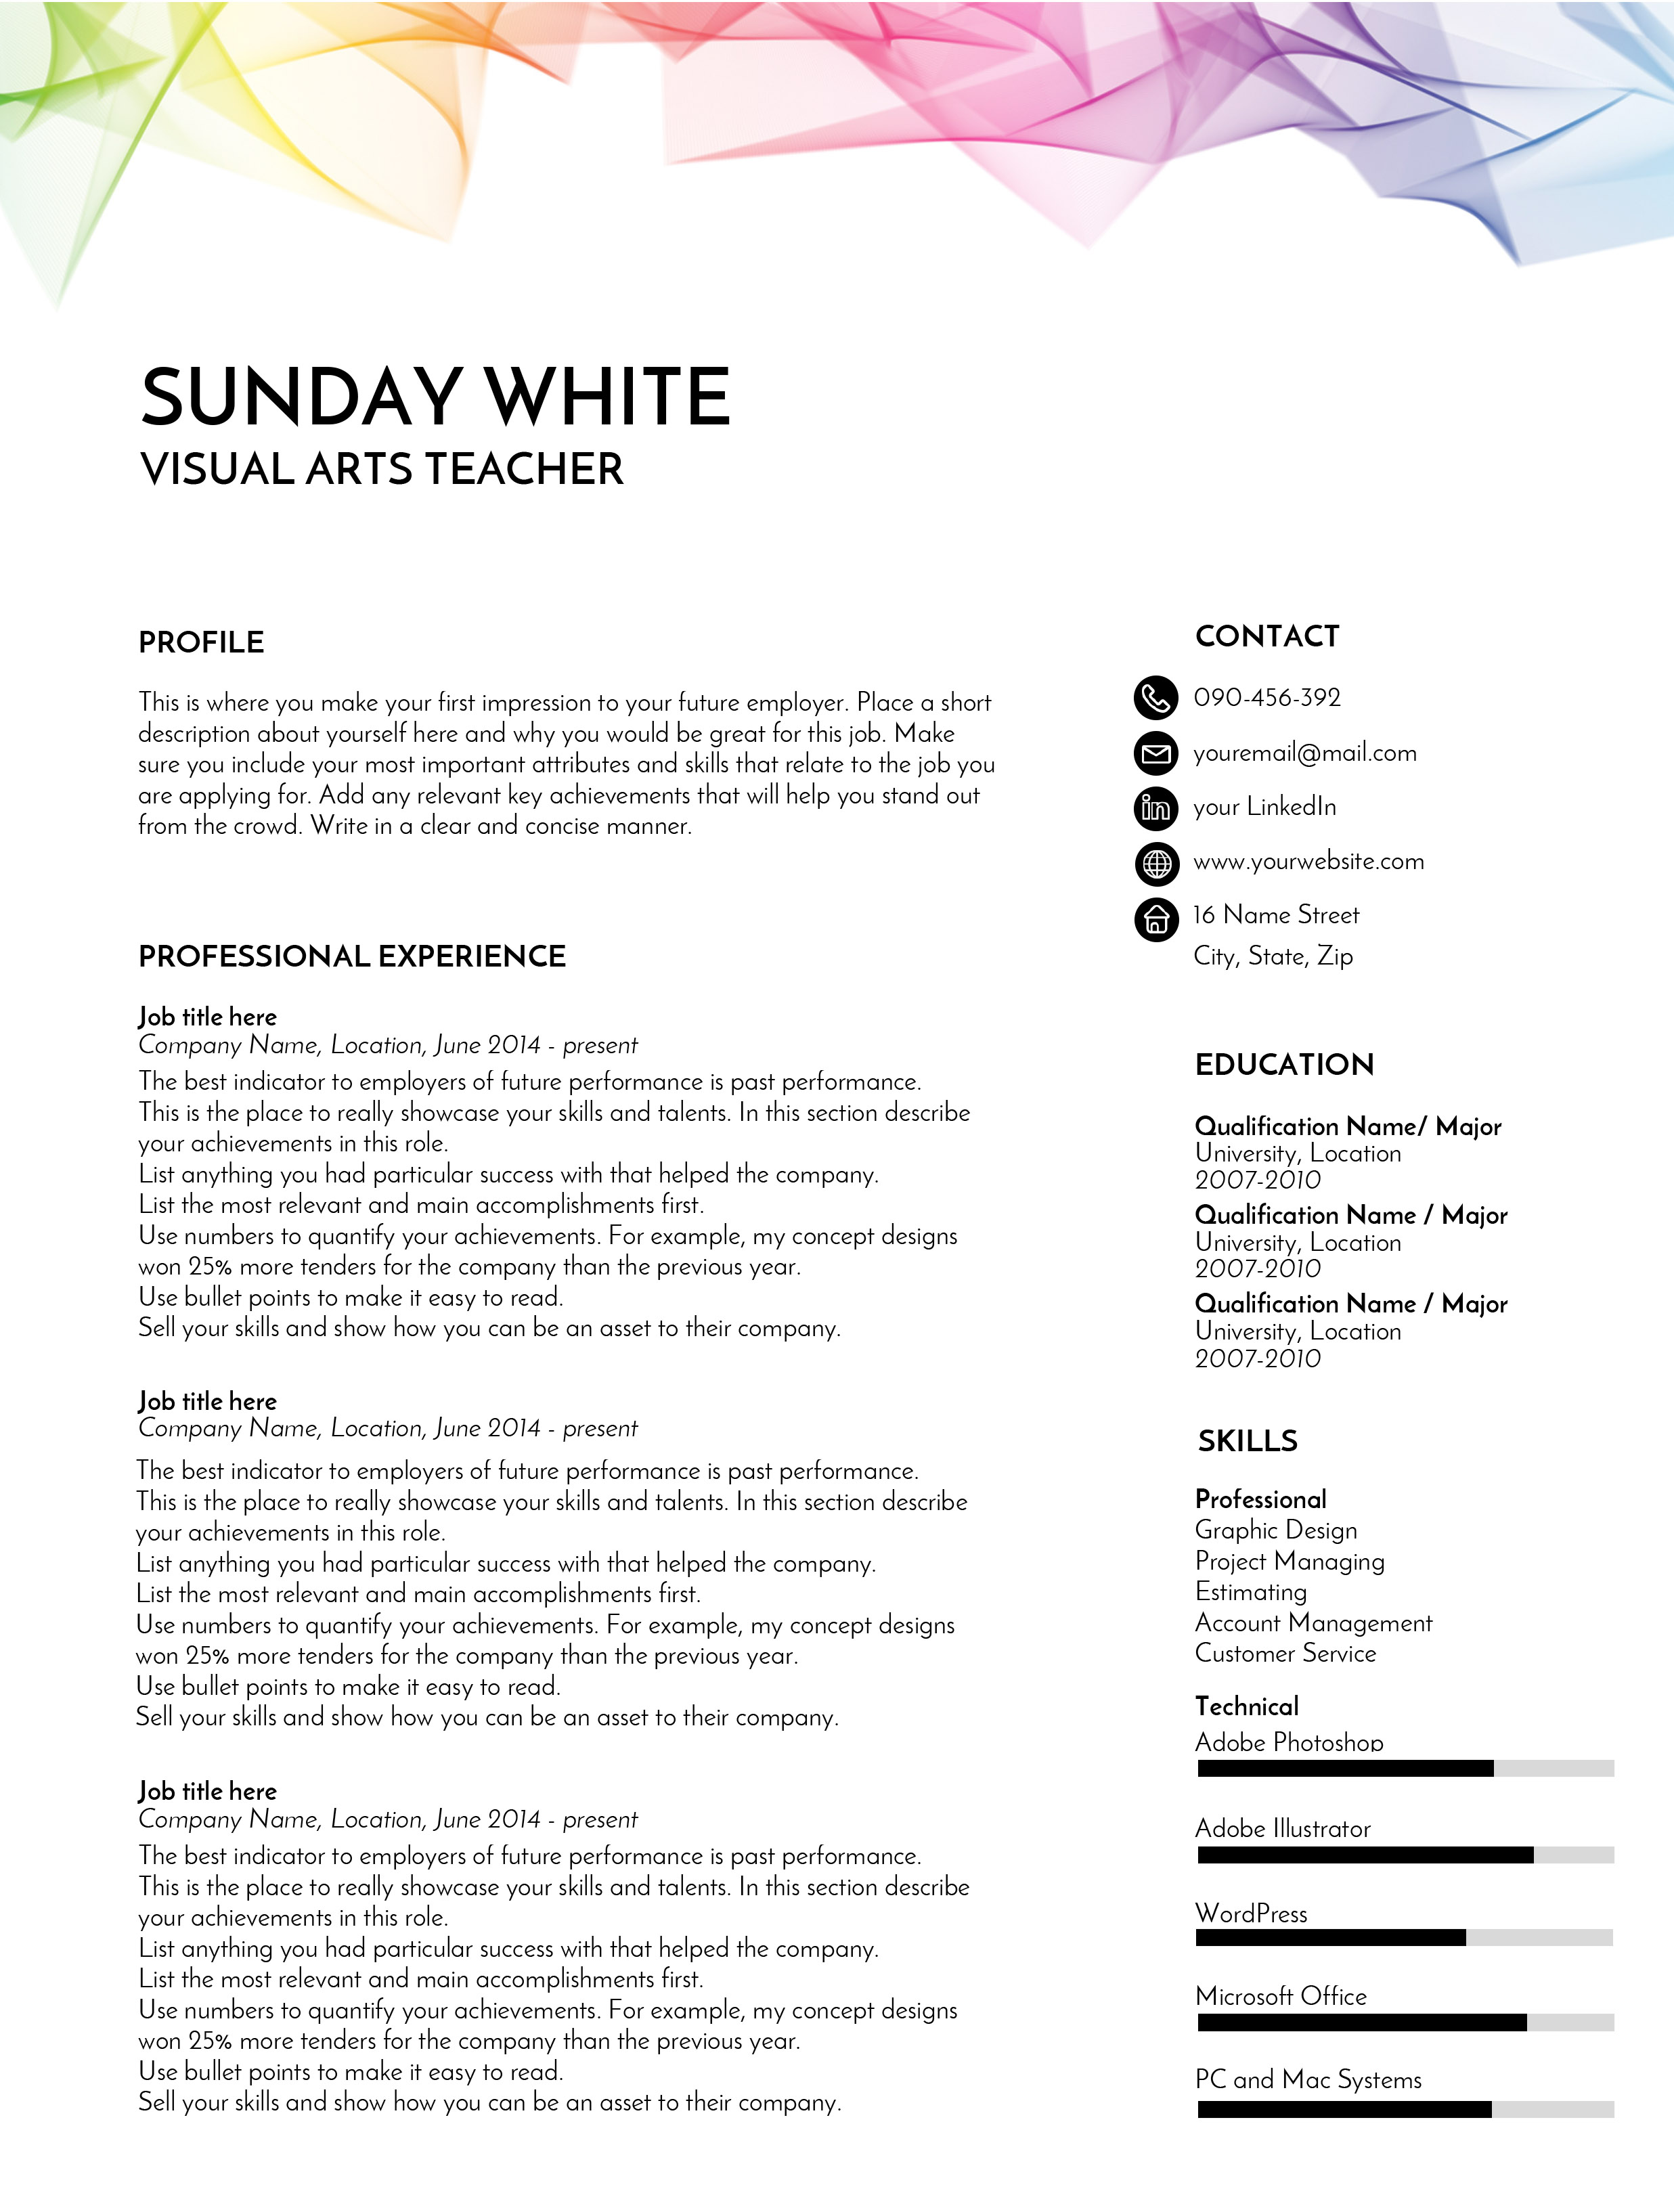 SUNDAY WHITE
VISUAL ARTS TEACHER
PROFILE
This is where you make your first impression to your future employer. Place a short
description about yourself here and why you would be great for this job. Make
sure you include your most important attributes and skills that relate to the job you
are applying for. Add any relevant key achievements that will help you stand out
from the crowd. Write in a clear and concise manner.
PROFESSIONAL EXPERIENCE
Job title here
Company Name, Location, June 2014 - present
The best indicator to employers of future performance is past performance.
This is the place to really showcase your skills and talents. In this section describe
your achievements in this role.
List anything you had particular success with that helped the company.
List the most relevant and main accomplishments first.
Use numbers to quantify your achievements. For example, my concept designs
won 25% more tenders for the company than the previous year.
Use bullet points to make it easy to read.
Sell your skills and show how you can be an asset to their company.
Job title here
Company Name, Location, June 2014 - present
The best indicator to employers of future performance is past performance.
This is the place to really showcase your skills and talents. In this section describe
your achievements in this role.
List anything you had particular success with that helped the company.
List the most relevant and main accomplishments first.
Use numbers to quantify your achievements. For example, my concept designs
won 25% more tenders for the company than the previous year.
Use bullet points to make it easy to read.
Sell your skills and show how you can be an asset to their company.
Job title here
Company Name, Location, June 2014 - present
The best indicator to employers of future performance is past performance.
This is the place to really showcase your skills and talents. In this section describe
your achievements in this role.
List anything you had particular success with that helped the company.
List the most relevant and main accomplishments first.
Use numbers to quantify your achievements. For example, my concept designs
won 25% more tenders for the company than the previous year.
Use bullet points to make it easy to read.
Sell your skills and show how you can be an asset to their company.
CONTACT
090-456-392
youremail@mail.com
in your LinkedIn
www.yourwebsite.com
16 Name Street
City, State, Zip
EDUCATION
Qualification Name/ Major
University, Location
2007-2010
Qualification Name / Major
University, Location
2007-2010
Qualification Name / Major
University, Location
2007-2010
SKILLS
Professional
Graphic Design
Project Managing
Estimating
Account Management
Customer Service
Technical
Adobe Photoshop
Adobe Illustrator
WordPress
Microsoft Office
PC and Mac Systems